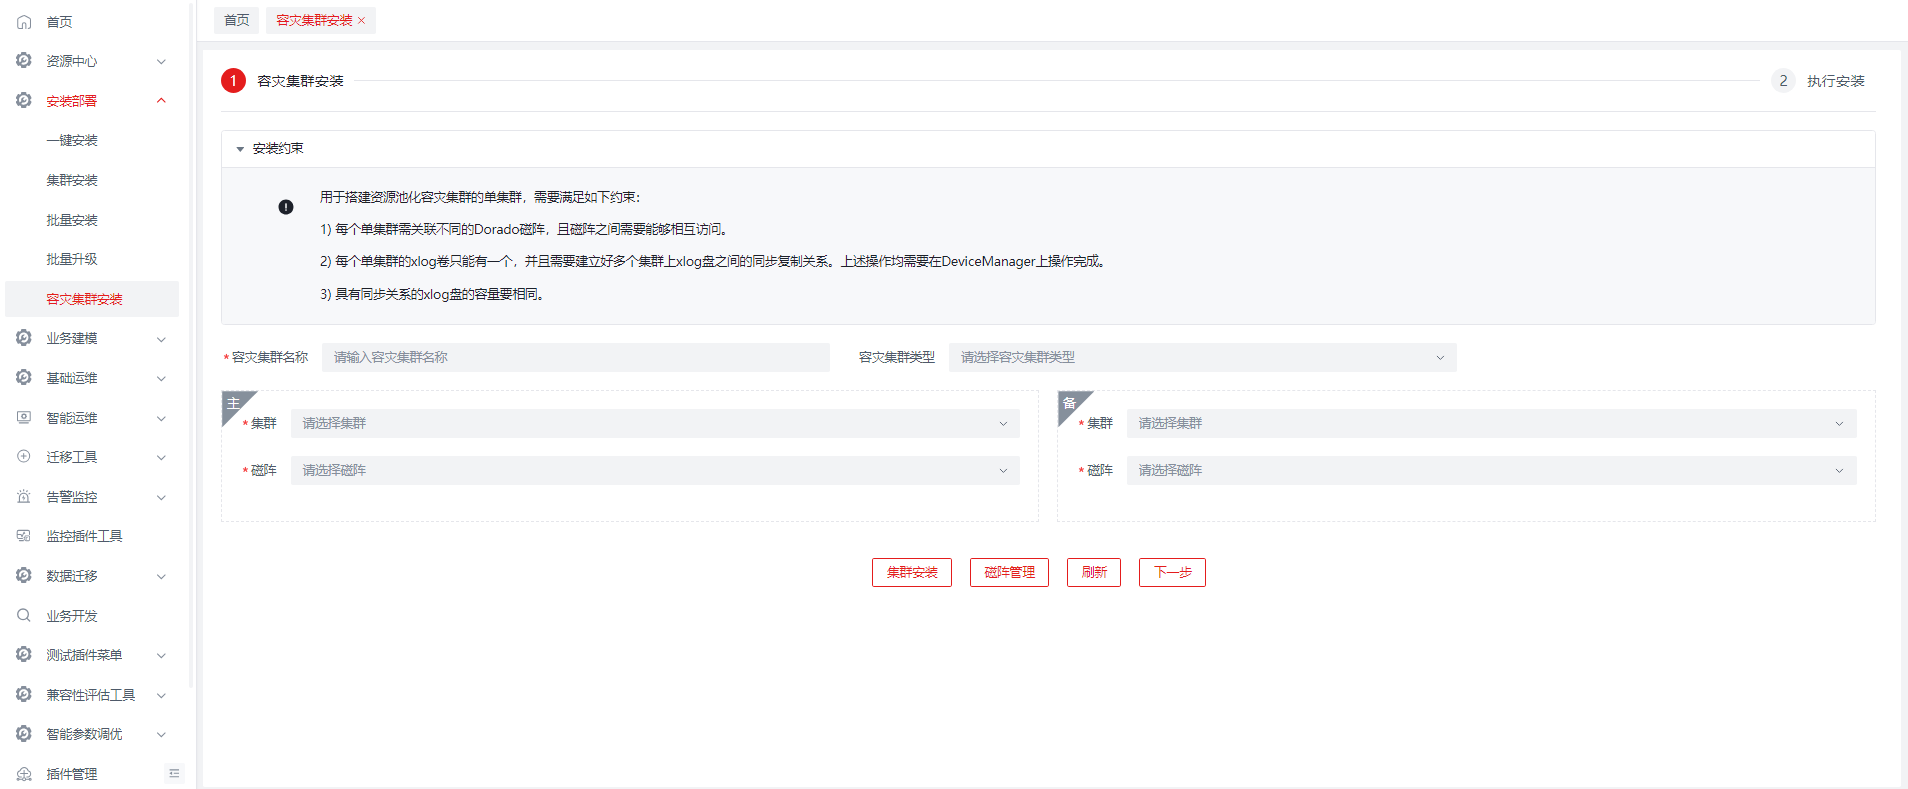 首页
资源中心
安装部署
一键安装
集群安装
批量安装
批量升级
容灾集群安装
业务建模
基础运维
智能运维
迁移工具
告警监控
监控插件工具
数据迁移
业务开发
测试插件菜单
兼容性评估工具
智能参数调优
插件管理
首页 容灾集群安装
1 容灾集群安装 2 执行安装
安装约束
用于搭建资源池化容灾集群的单集群，需要满足如下约束：
1) 每个单集群需关联不同的Dorado磁阵，且磁阵之间需要能够相互访问。
2) 每个单集群的xlog卷只能有一个，并且需要建立好多个集群上xlog盘之间的同步复制关系。上述操作均需要在DeviceManager上操作完成。
3) 具有同步关系的xlog盘的容量要相同。
* 容灾集群名称 请输入容灾集群名称 容灾集群类型 请选择容灾集群类型
主
* 集群 请选择集群
* 磁阵 请选择磁阵
备
* 集群 请选择集群
* 磁阵 请选择磁阵
集群安装 磁阵管理 刷新 下一步